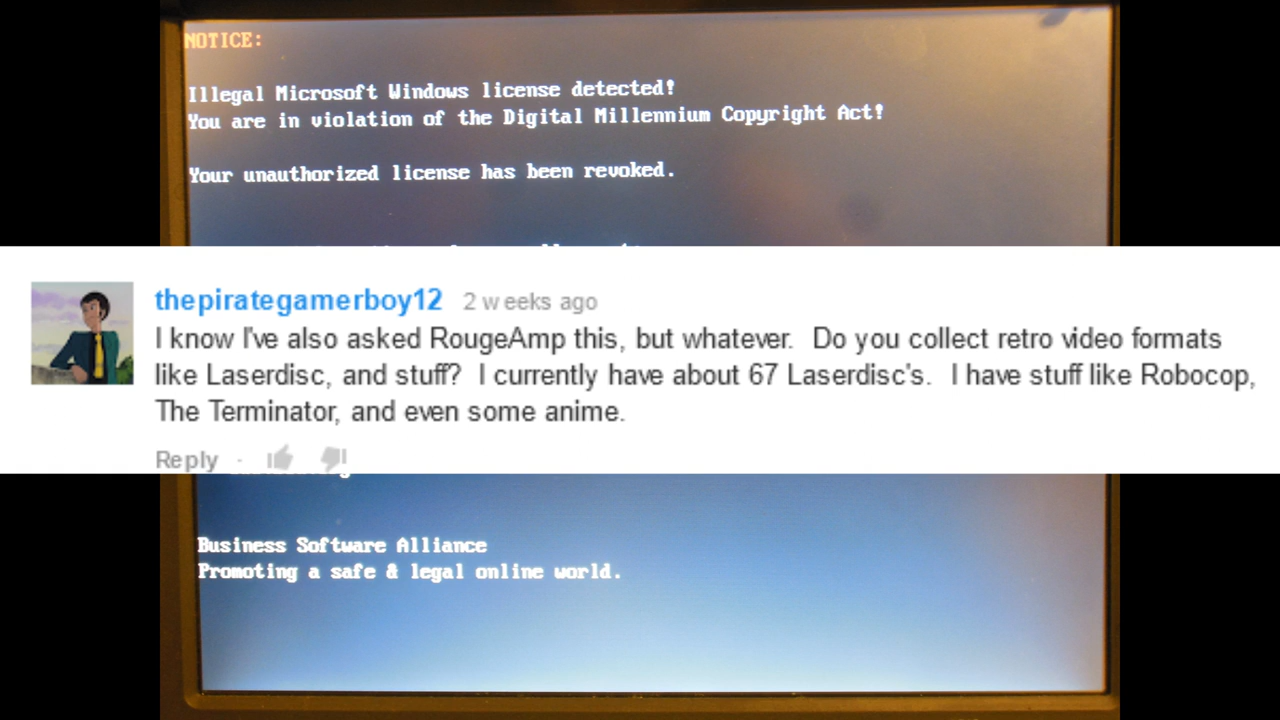 NOTICE:
Illegal Microsoft Windows license detected!
You are in violation of the Digital Millennium Copyright Act!
Your unauthorized license has been revoked.
thepirategamerboy12 2 weeks ago
I know I've also asked RougeAmp this, but whatever. Do you collect retro video formats
like Laserdisc, and stuff? I currently have about 67 Laserdisc's. I have stuff like Robocop,
The Terminator, and even some anime.
Reply ·
Business Software Alliance
Promoting a safe & legal online world.